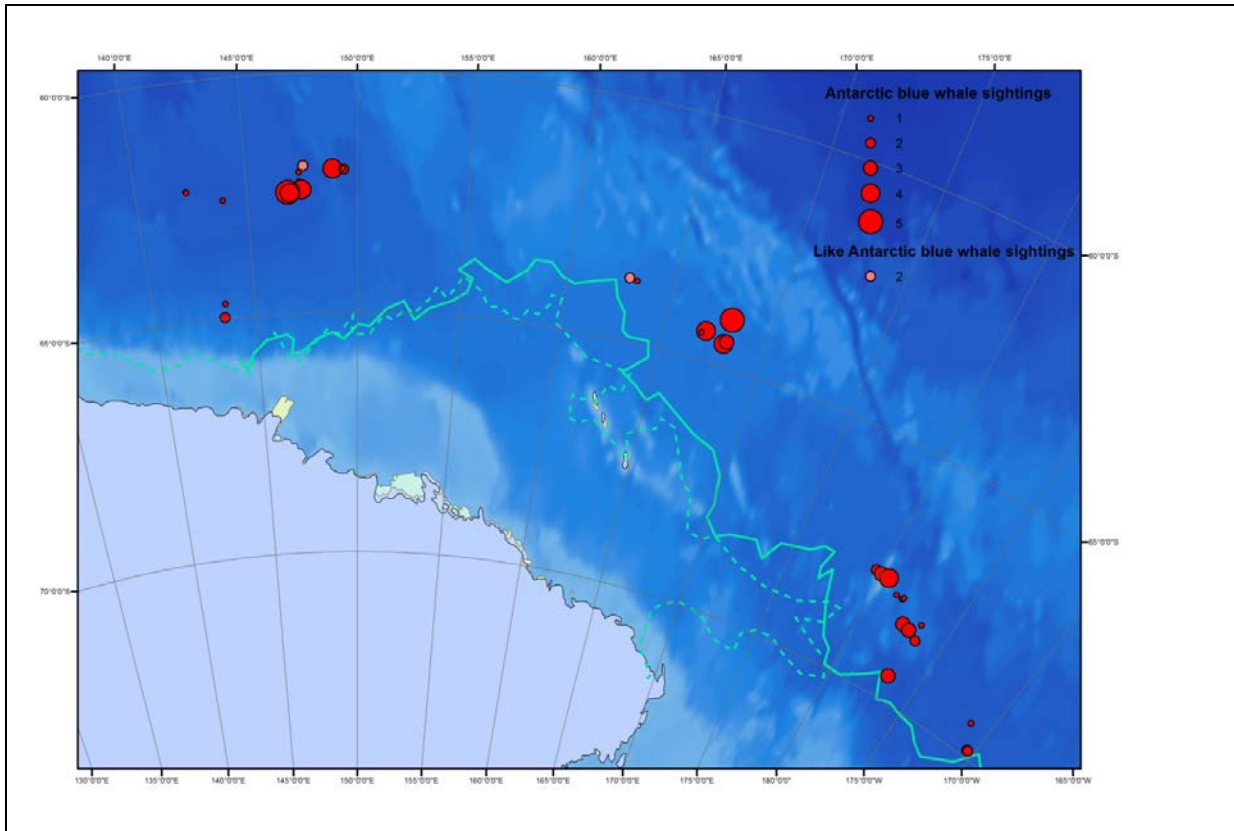 140°0'0"E 145°0'0"E 150°0'0"E 155°0'0"E 160°0'0"E 165°0'0"E 170°0'0"E 175°0'0"E
60°0'0"S
Antarctic blue whale sightings
1
2
3
4
5
Like Antarctic blue whale sightings
60°0'0"S
2
65°0'0"S
65°0'0"S
70°0'0"S
130°0'0"E 135°0'0"E 140°0'0"E 145°0'0"E 150°0'0"E 155°0'0"E 160°0'0"E 165°0'0"E 170°0'0"E 175°0'0"E 180°0'0" 175°0'0"W 170°0'0"W 165°0'0"W